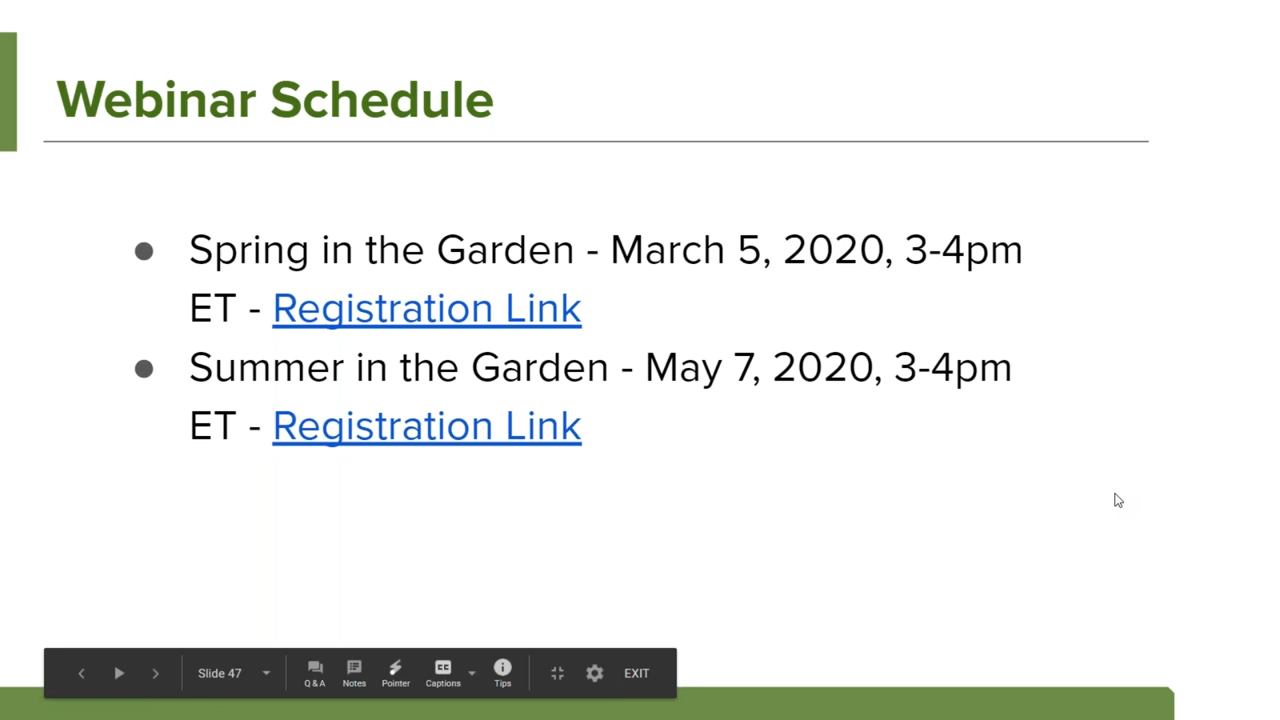 Webinar Schedule
● Spring in the Garden - March 5, 2020, 3-4pm
ET - Registration Link
● Summer in the Garden - May 7, 2020, 3-4pm
ET - Registration Link
Slide 47
Q & A
Notes
Pointer
CC
Captions
Tips
EXIT